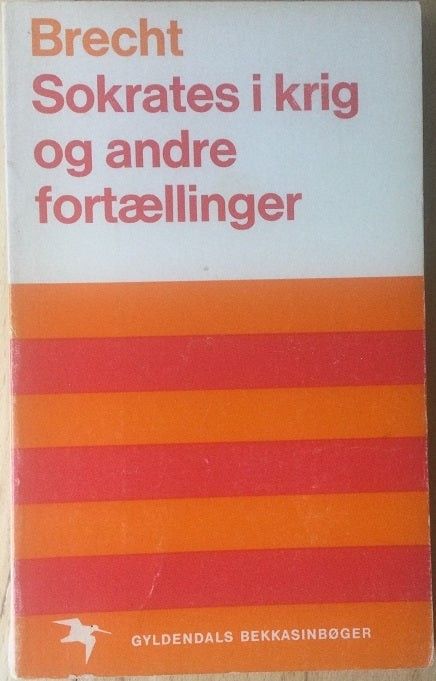 Brecht
Sokrates i krig
og andre
fortællinger
GYLDENDALS BEKKASINBØGER